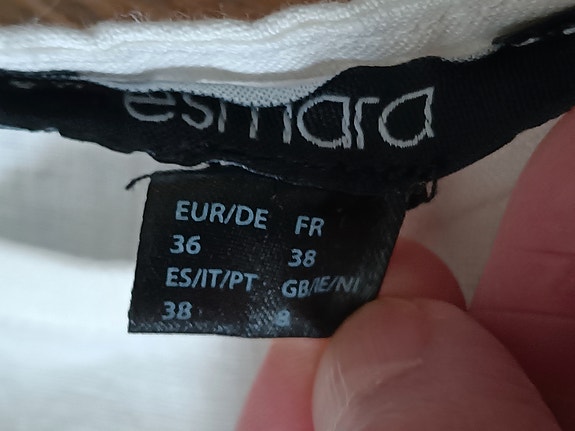 esmara
EUR/DE FR
36 38
ES/IT/PT GB/IE/NI
38 8